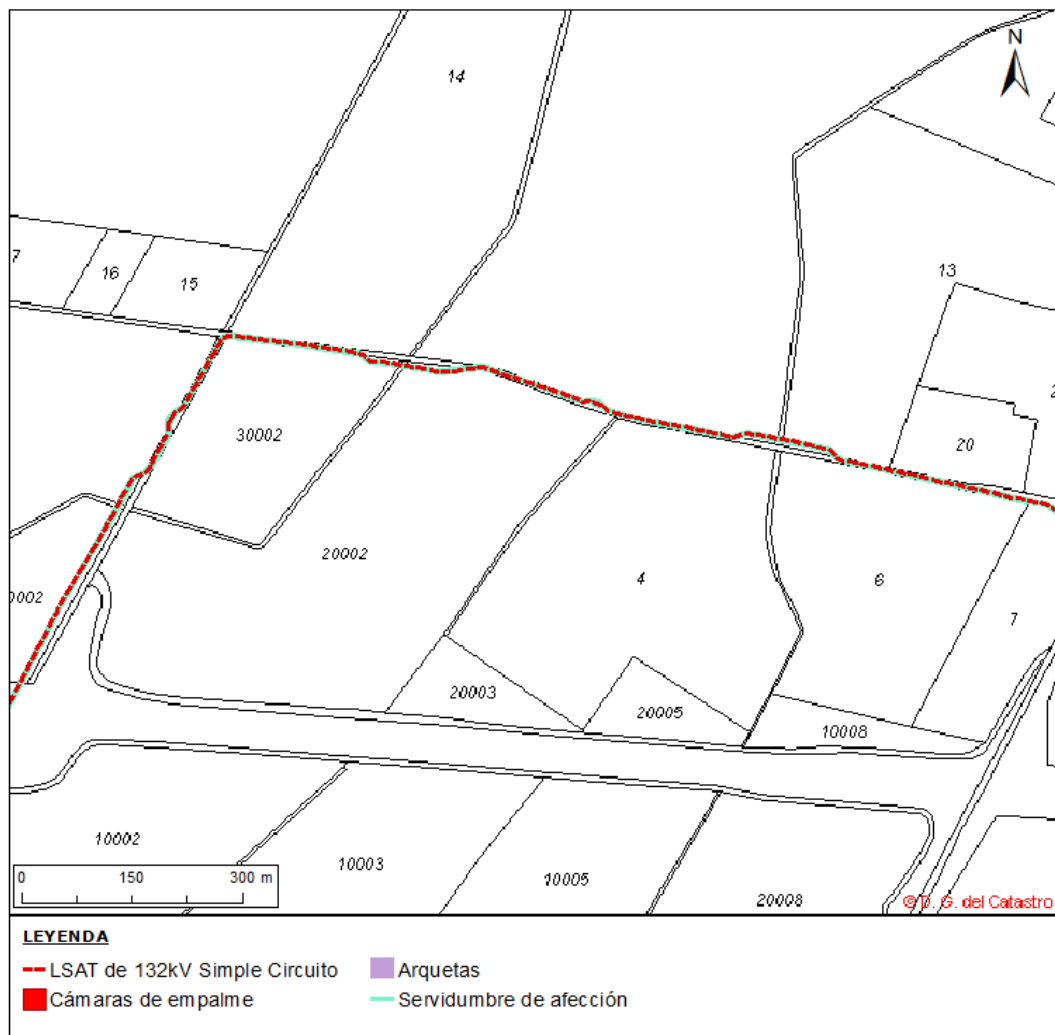 N
14
13
7
16
15
30002
20
2
20002
4
6
7
0002
20003
20005
10008
10002
10003
10005
20008
0 150 300 m
© D. G. del Catastro
LEYENDA
LSAT de 132kV Simple Circuito
Arquetas
Cámaras de empalme
Servidumbre de afección